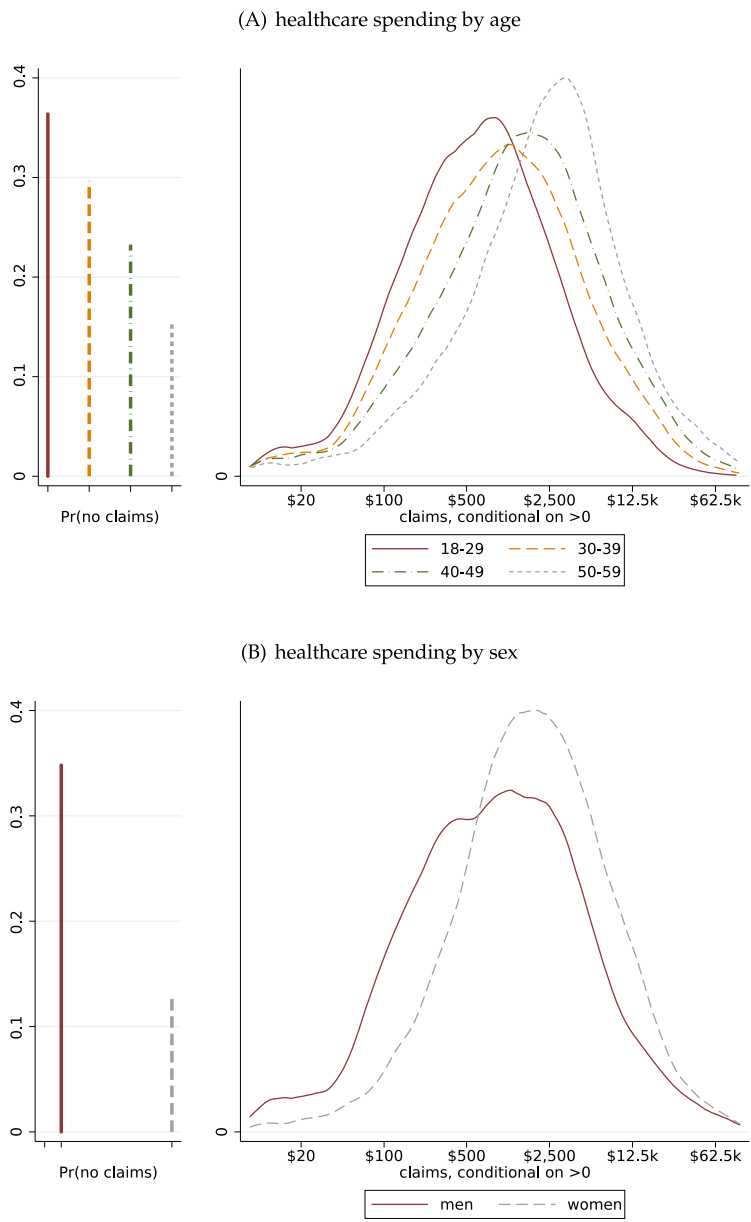 (A) healthcare spending by age
0.4
0.3
0.2
0.1
0
Pr(no claims)
0
$20 $100 $500 $2,500 $12.5k $62.5k
claims, conditional on >0
18-29 30-39
40-49 50-59
(B) healthcare spending by sex
0.4
0.3
0.2
0.1
0
Pr(no claims)
0
$20 $100 $500 $2,500 $12.5k $62.5k
claims, conditional on >0
men women